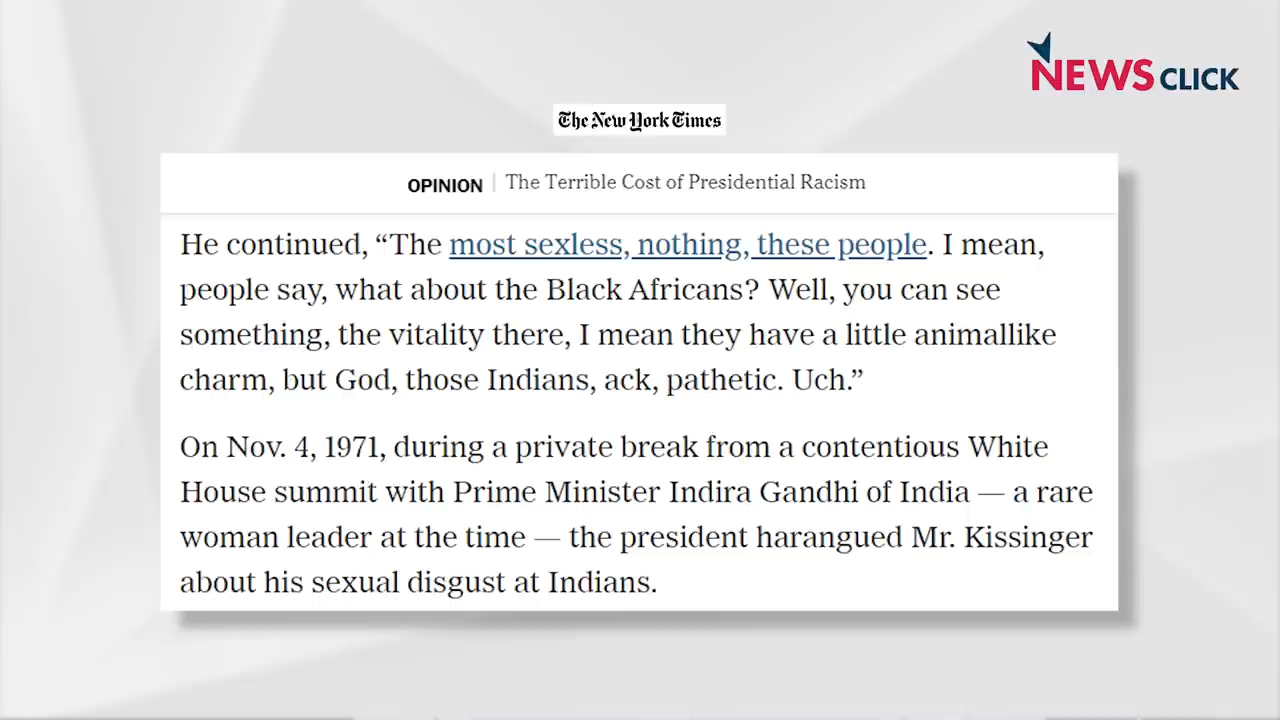 NEWS CLICK
The New York Times
OPINION | The Terrible Cost of Presidential Racism
He continued, “The most sexless, nothing, these people. I mean,
people say, what about the Black Africans? Well, you can see
something, the vitality there, I mean they have a little animallike
charm, but God, those Indians, ack, pathetic. Uch.”
On Nov. 4, 1971, during a private break from a contentious White
House summit with Prime Minister Indira Gandhi of India — a rare
woman leader at the time — the president harangued Mr. Kissinger
about his sexual disgust at Indians.